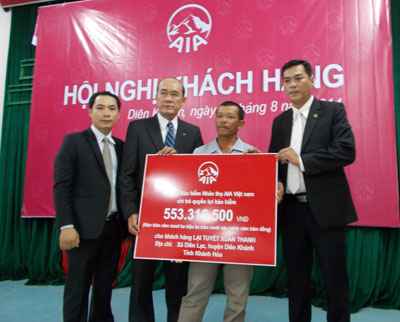 AIA
HỘI NGHỊ KHÁCH HÀNG
Diên Khánh, ngày tháng 8
AIA
Bảo hiểm Nhân thọ AIA Việt nam
chi trả quyền lợi bảo hiểm
553.319.500 VND
cho khách hàng LẠI TUYẾT XUÂN THANH
Địa chỉ: Xã Diên Lạc, huyện Diên Khánh
Tỉnh Khánh Hòa